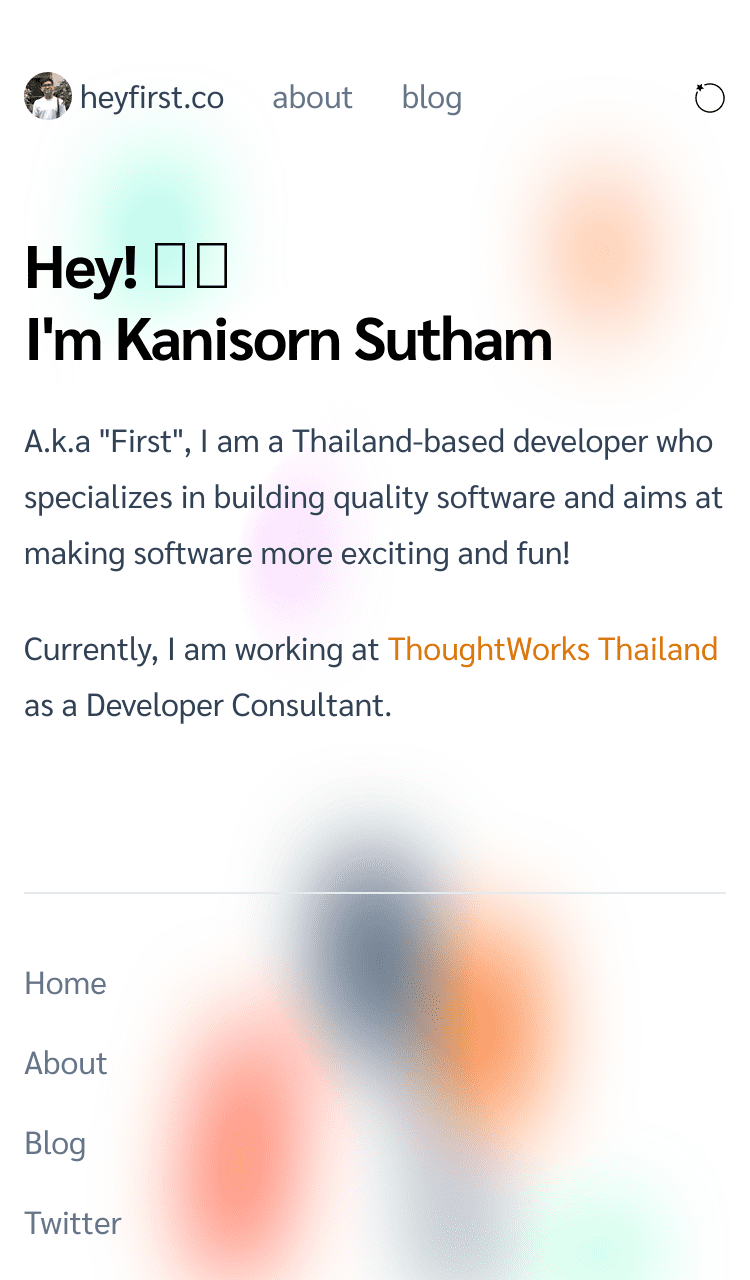 heyfirst.co about blog
Hey! 
I'm Kanisorn Sutham
A.k.a "First", I am a Thailand-based developer who
specializes in building quality software and aims at
making software more exciting and fun!
Currently, I am working at ThoughtWorks Thailand
as a Developer Consultant.
Home
About
Blog
Twitter